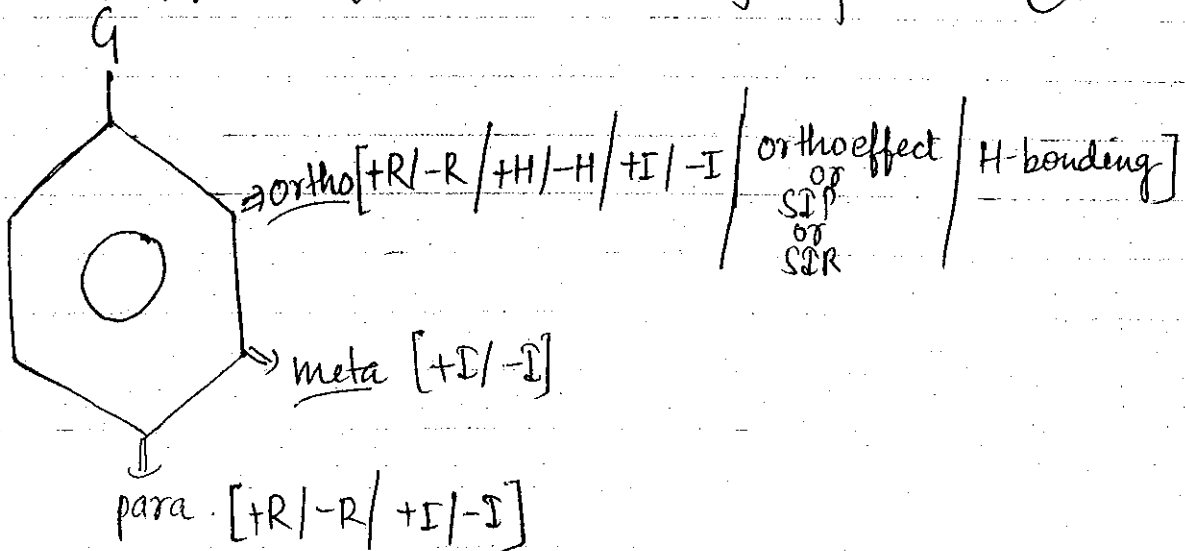 G
⇒ ortho [+R/-R / +H/-H / +I/-I / orthoeffect / H-bonding]
or
SIP
or
SIR
⇒ meta [+I/-I]
para. [+R/-R/ +I/-I]